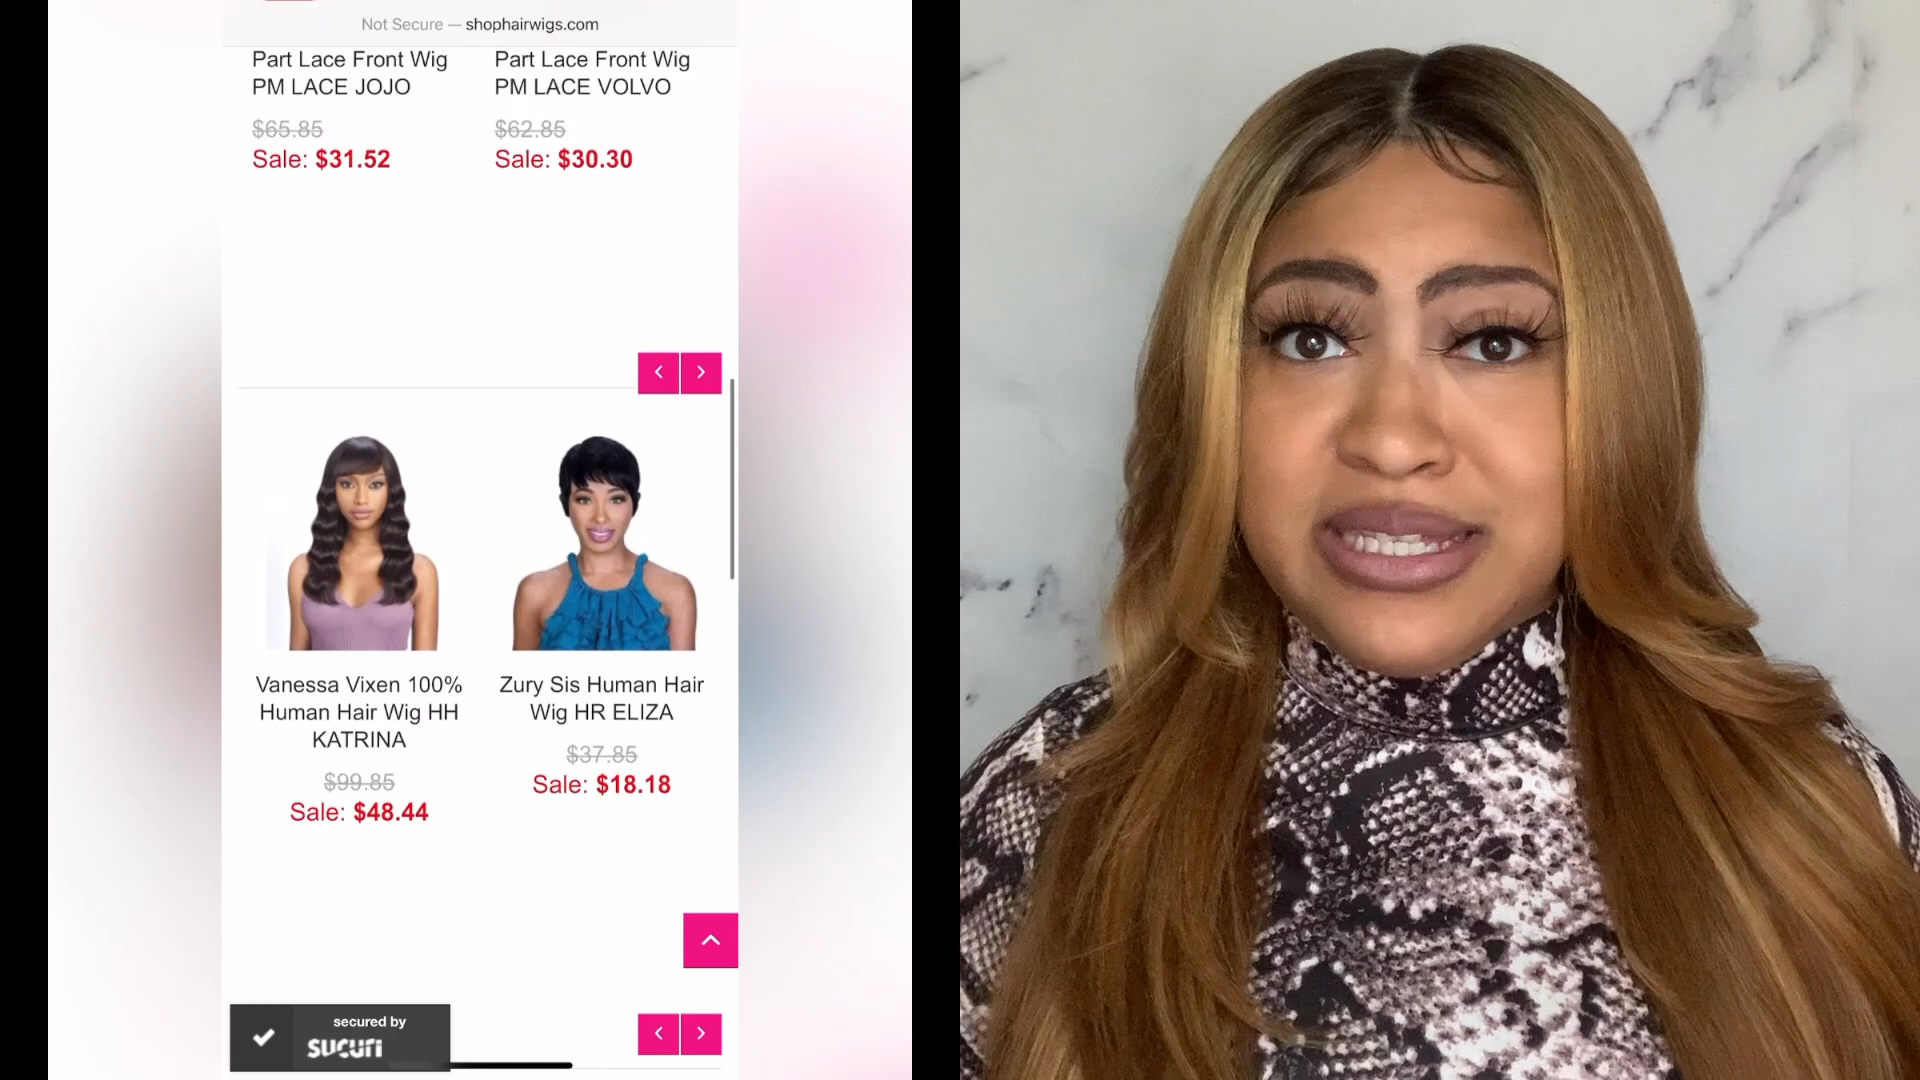 Not Secure — shophairwigs.com
Part Lace Front Wig
PM LACE JOJO
$65.85
Sale: $31.52
Part Lace Front Wig
PM LACE VOLVO
$62.85
Sale: $30.30
Vanessa Vixen 100%
Human Hair Wig HH
KATRINA
$99.85
Sale: $48.44
Zury Sis Human Hair
Wig HR ELIZA
$37.85
Sale: $18.18
secured by
sucuri